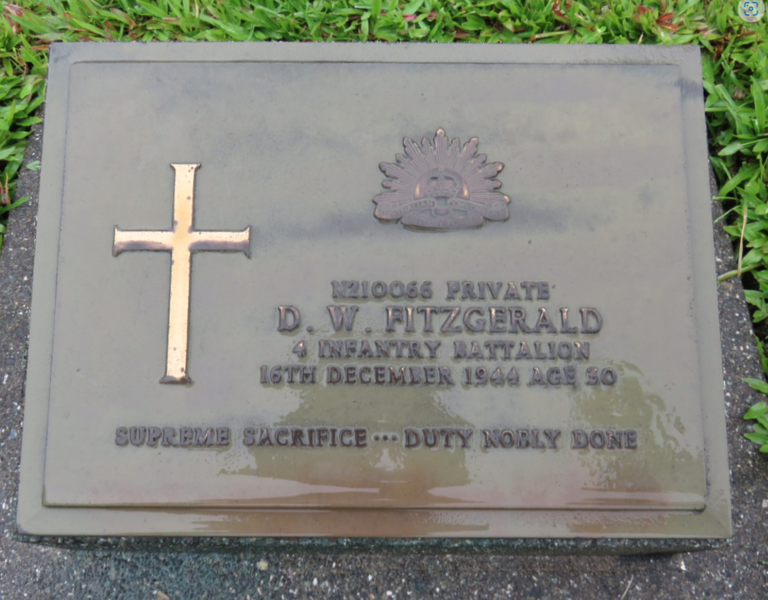 N210066 PRIVATE
D. W. FITZGERALD
4 INFANTRY BATTALION
16TH DECEMBER 1944 AGE 30
SUPREME SACRIFICE ... DUTY NOBLY DONE